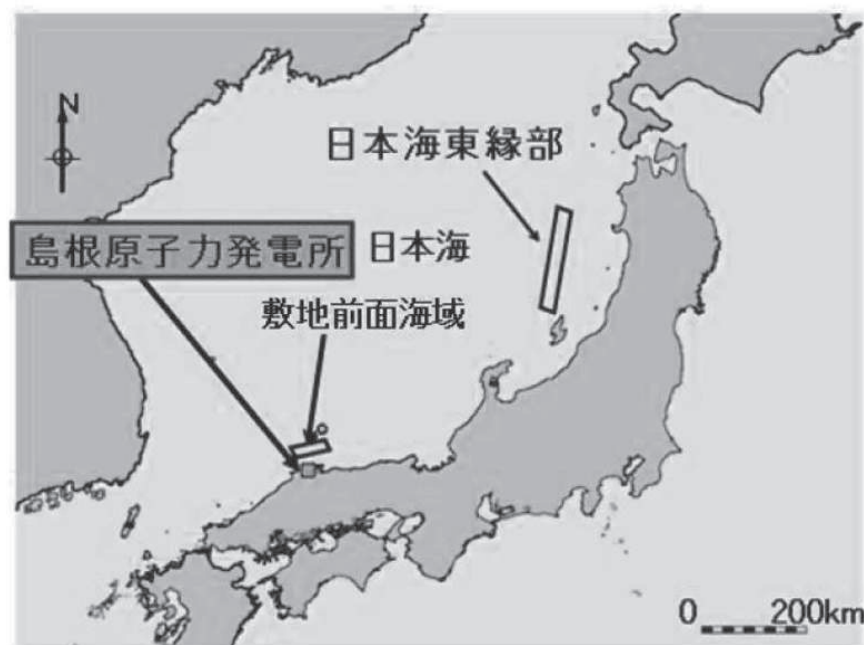 N
日本海東縁部
島根原子力発電所
日本海
敷地前面海域
0 200km